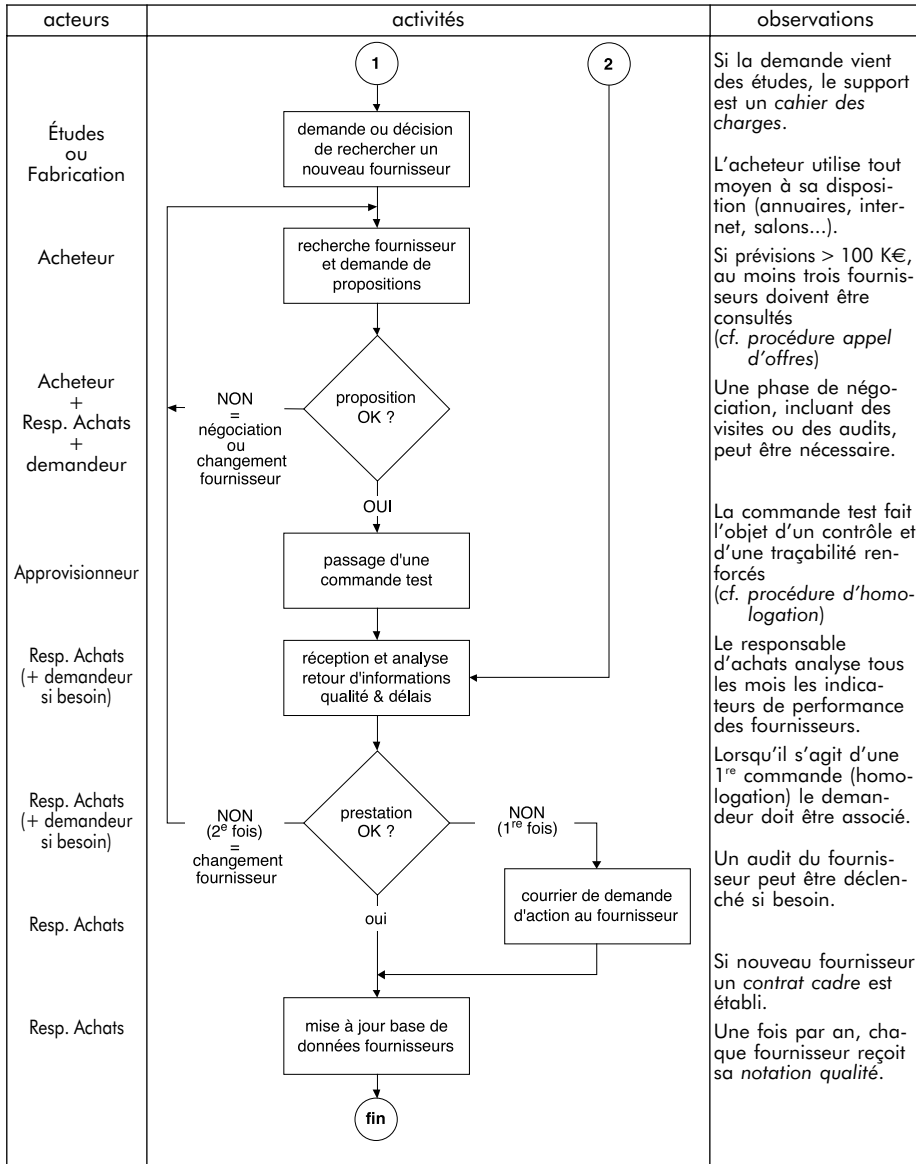 acteurs
activités
observations
Études
ou
Fabrication
Acheteur
Acheteur
+
Resp. Achats
+
demandeur
Approvisionneur
Resp. Achats
(+ demandeur
si besoin)
Resp. Achats
(+ demandeur
si besoin)
Resp. Achats
Resp. Achats
1
2
demande ou décision
de rechercher un
nouveau fournisseur
recherche fournisseur
et demande de
propositions
proposition
OK ?
NON
=
négociation
ou
changement
fournisseur
OUI
passage d'une
commande test
réception et analyse
retour d'informations
qualité & délais
prestation
OK ?
NON
(2e fois)
=
changement
fournisseur
NON
(1re fois)
courrier de demande
d'action au fournisseur
oui
mise à jour base de
données fournisseurs
fin
Si la demande vient
des études, le support
est un cahier des
charges.
L'acheteur utilise tout
moyen à sa disposi-
tion (annuaires, inter-
net, salons...).
Si prévisions > 100 K€,
au moins trois fournis-
seurs doivent être
consultés
(cf. procédure appel
d'offres)
Une phase de négo-
ciation, incluant des
visites ou des audits,
peut être nécessaire.
La commande test fait
l'objet d'un contrôle et
d'une traçabilité ren-
forcés
(cf. procédure d'homo-
logation)
Le responsable
d'achats analyse tous
les mois les indica-
teurs de performance
des fournisseurs.
Lorsqu'il s'agit d'une
1re commande (homo-
logation) le deman-
deur doit être associé.
Un audit du fournis-
seur peut être déclen-
ché si besoin.
Si nouveau fournisseur
un contrat cadre est
établi.
Une fois par an, cha-
que fournisseur reçoit
sa notation qualité.